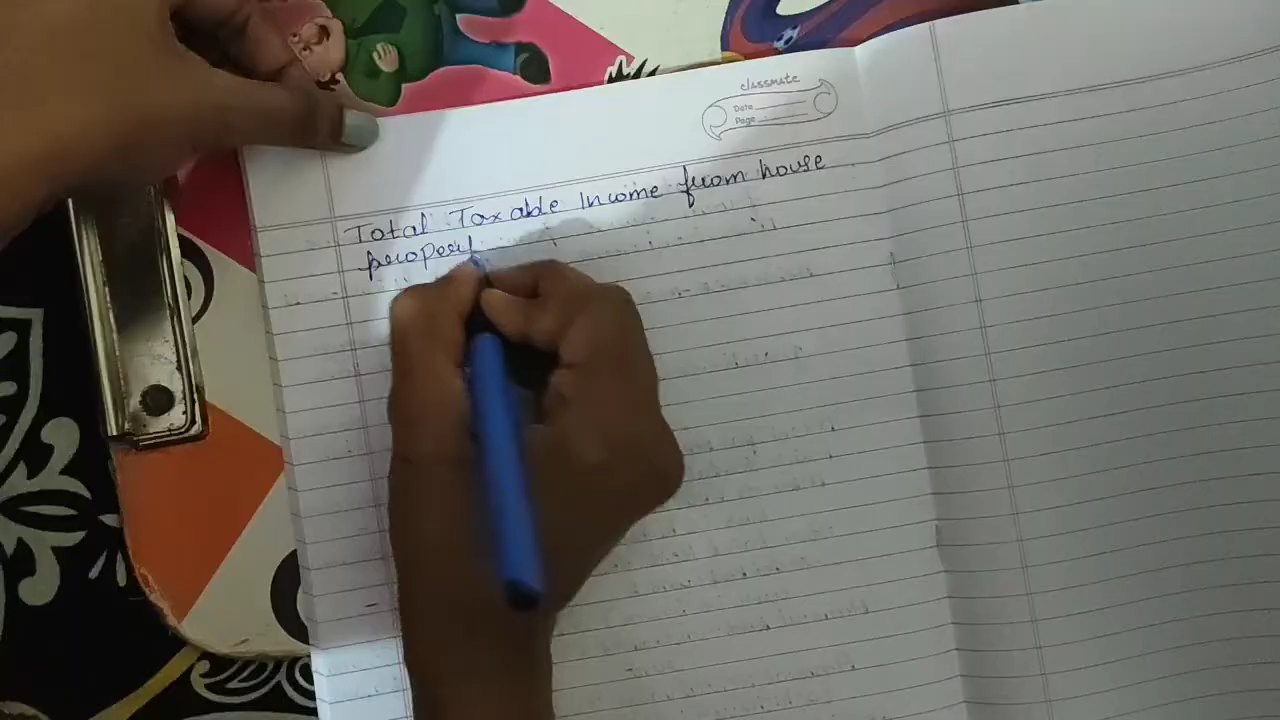 classmate
Date
Page
Total Taxable Income from house
propert